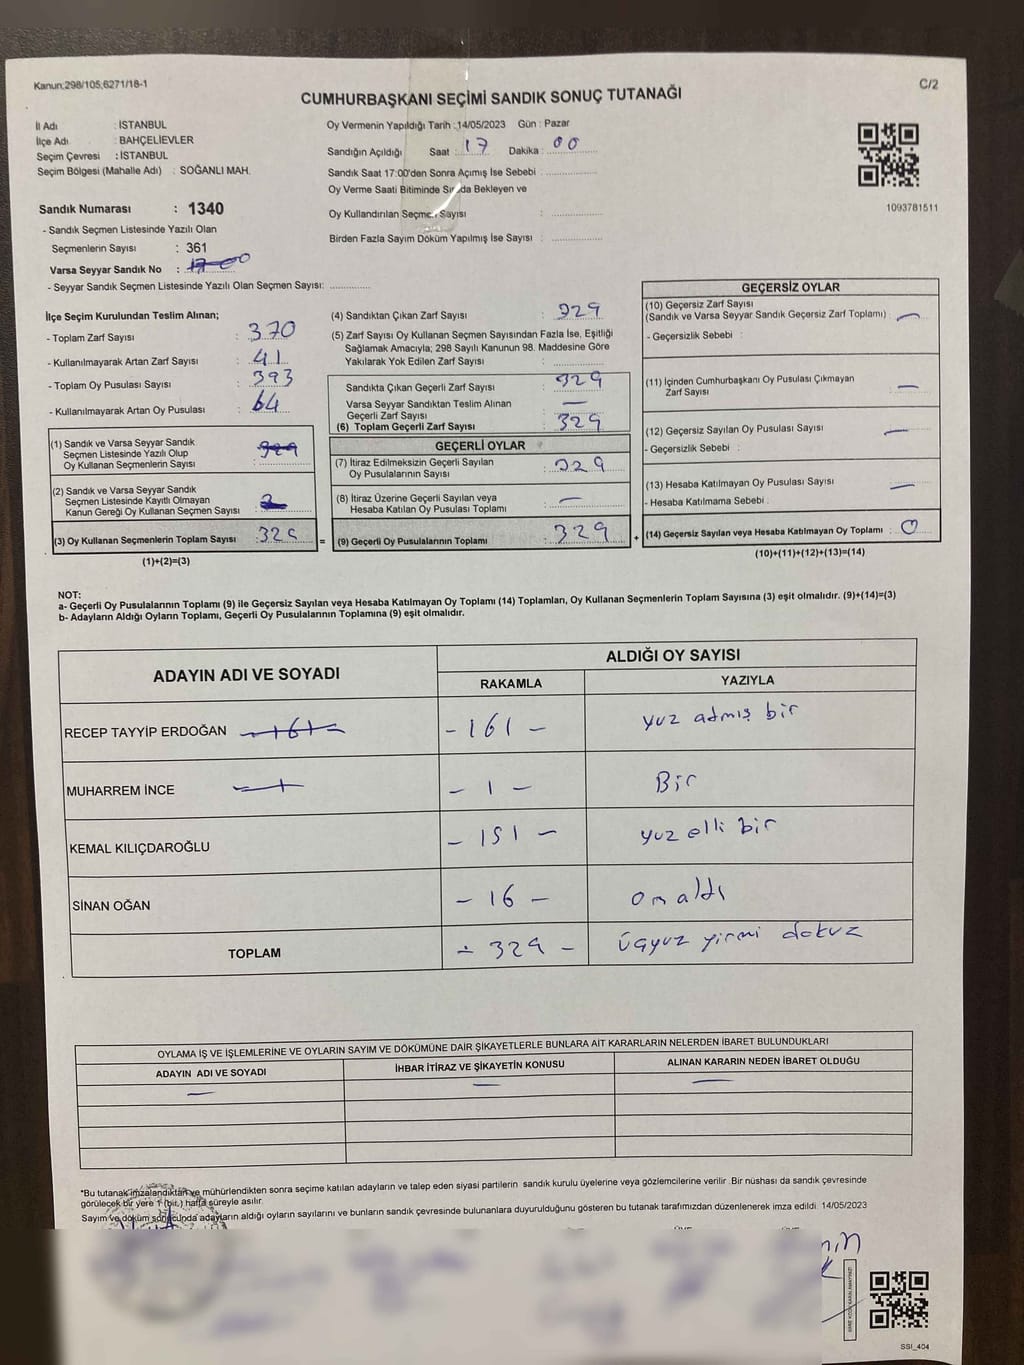 Kanun;298/105;6271/18-1
C/2
CUMHURBAŞKANI SEÇİMİ SANDIK SONUÇ TUTANAĞI
İl Adı : İSTANBUL
İlçe Adı : BAHÇELİEVLER
Seçim Çevresi : İSTANBUL
Seçim Bölgesi (Mahalle Adı) : SOĞANLI MAH.
Oy Vermenin Yapıldığı Tarih :14/05/2023 Gün : Pazar
Sandığın Açıldığı Saat : 17 Dakika : 00
Sandık Saat 17:00'den Sonra Açımış İse Sebebi :
Oy Verme Saati Bitiminde Sırada Bekleyen ve
Oy Kullandırılan Seçmen Sayısı :
Birden Fazla Sayım Döküm Yapılmış İse Sayısı :
1093781511
Sandık Numarası : 1340
- Sandık Seçmen Listesinde Yazılı Olan
Seçmenlerin Sayısı : 361
Varsa Seyyar Sandık No : 17 00
- Seyyar Sandık Seçmen Listesinde Yazılı Olan Seçmen Sayısı:
İlçe Seçim Kurulundan Teslim Alınan;
- Toplam Zarf Sayısı : 370
- Kullanılmayarak Artan Zarf Sayısı : 41
- Toplam Oy Pusulası Sayısı : 393
- Kullanılmayarak Artan Oy Pusulası : 64
(1) Sandık ve Varsa Seyyar Sandık
Seçmen Listesinde Yazılı Olup
Oy Kullanan Seçmenlerin Sayısı :
(2) Sandık ve Varsa Seyyar Sandık
Seçmen Listesinde Kayıtlı Olmayan
Kanun Gereği Oy Kullanan Seçmen Sayısı :
(3) Oy Kullanan Seçmenlerin Toplam Sayısı : 329 =
(1)+(2)=(3)
(4) Sandıktan Çıkan Zarf Sayısı : 329
(5) Zarf Sayısı Oy Kullanan Seçmen Sayısından Fazla İse, Eşitliği
Sağlamak Amacıyla; 298 Sayılı Kanunun 98. Maddesine Göre
Yakılarak Yok Edilen Zarf Sayısı :
Sandıkta Çıkan Geçerli Zarf Sayısı : 329
Varsa Seyyar Sandıktan Teslim Alınan
Geçerli Zarf Sayısı : —
(6) Toplam Geçerli Zarf Sayısı : 329
GEÇERLİ OYLAR
(7) İtiraz Edilmeksizin Geçerli Sayılan
Oy Pusulalarının Sayısı : 329
(8) İtiraz Üzerine Geçerli Sayılan veya
Hesaba Katılan Oy Pusulası Toplamı : —
(9) Geçerli Oy Pusulalarının Toplamı : 329 +
GEÇERSİZ OYLAR
(10) Geçersiz Zarf Sayısı
(Sandık ve Varsa Seyyar Sandık Geçersiz Zarf Toplamı) : —
- Geçersizlik Sebebi :
(11) İçinden Cumhurbaşkanı Oy Pusulası Çıkmayan
Zarf Sayısı : —
(12) Geçersiz Sayılan Oy Pusulası Sayısı : —
- Geçersizlik Sebebi :
(13) Hesaba Katılmayan Oy Pusulası Sayısı : —
- Hesaba Katılmama Sebebi :
(14) Geçersiz Sayılan veya Hesaba Katılmayan Oy Toplamı : 0
(10)+(11)+(12)+(13)=(14)
NOT:
a- Geçerli Oy Pusulalarının Toplamı (9) ile Geçersiz Sayılan veya Hesaba Katılmayan Oy Toplamı (14) Toplamları, Oy Kullanan Seçmenlerin Toplam Sayısına (3) eşit olmalıdır. (9)+(14)=(3)
b- Adayların Aldığı Oyların Toplamı, Geçerli Oy Pusulalarının Toplamına (9) eşit olmalıdır.
ADAYIN ADI VE SOYADI ALDIĞI OY SAYISI
RAKAMLA YAZIYLA
RECEP TAYYİP ERDOĞAN -161- -161- yuz atmış bir
MUHARREM İNCE -1- -1- Bir
KEMAL KILIÇDAROĞLU -151- yuz elli bir
SİNAN OĞAN -16- on altı
TOPLAM -329- üçyuz yirmi dokuz
OYLAMA İŞ VE İŞLEMLERİNE VE OYLARIN SAYIM VE DÖKÜMÜNE DAİR ŞİKAYETLERLE BUNLARA AİT KARARLARIN NELERDEN İBARET BULUNDUKLARI
ADAYIN ADI VE SOYADI İHBAR İTİRAZ VE ŞİKAYETİN KONUSU ALINAN KARARIN NEDEN İBARET OLDUĞU
— — —
*Bu tutanak imzalandıktan ve mühürlendikten sonra seçime katılan adayların ve talep eden siyasi partilerin sandık kurulu üyelerine veya gözlemcilerine verilir .Bir nüshası da sandık çevresinde
görülecek bir yere 1 (bir) hafta süreyle asılır.
Sayım ve döküm sonucunda adayların aldığı oyların sayılarını ve bunların sandık çevresinde bulunanlara duyurulduğunu gösteren bu tutanak tarafımızdan düzenlenerek imza edildi. 14/05/2023
SSI_404